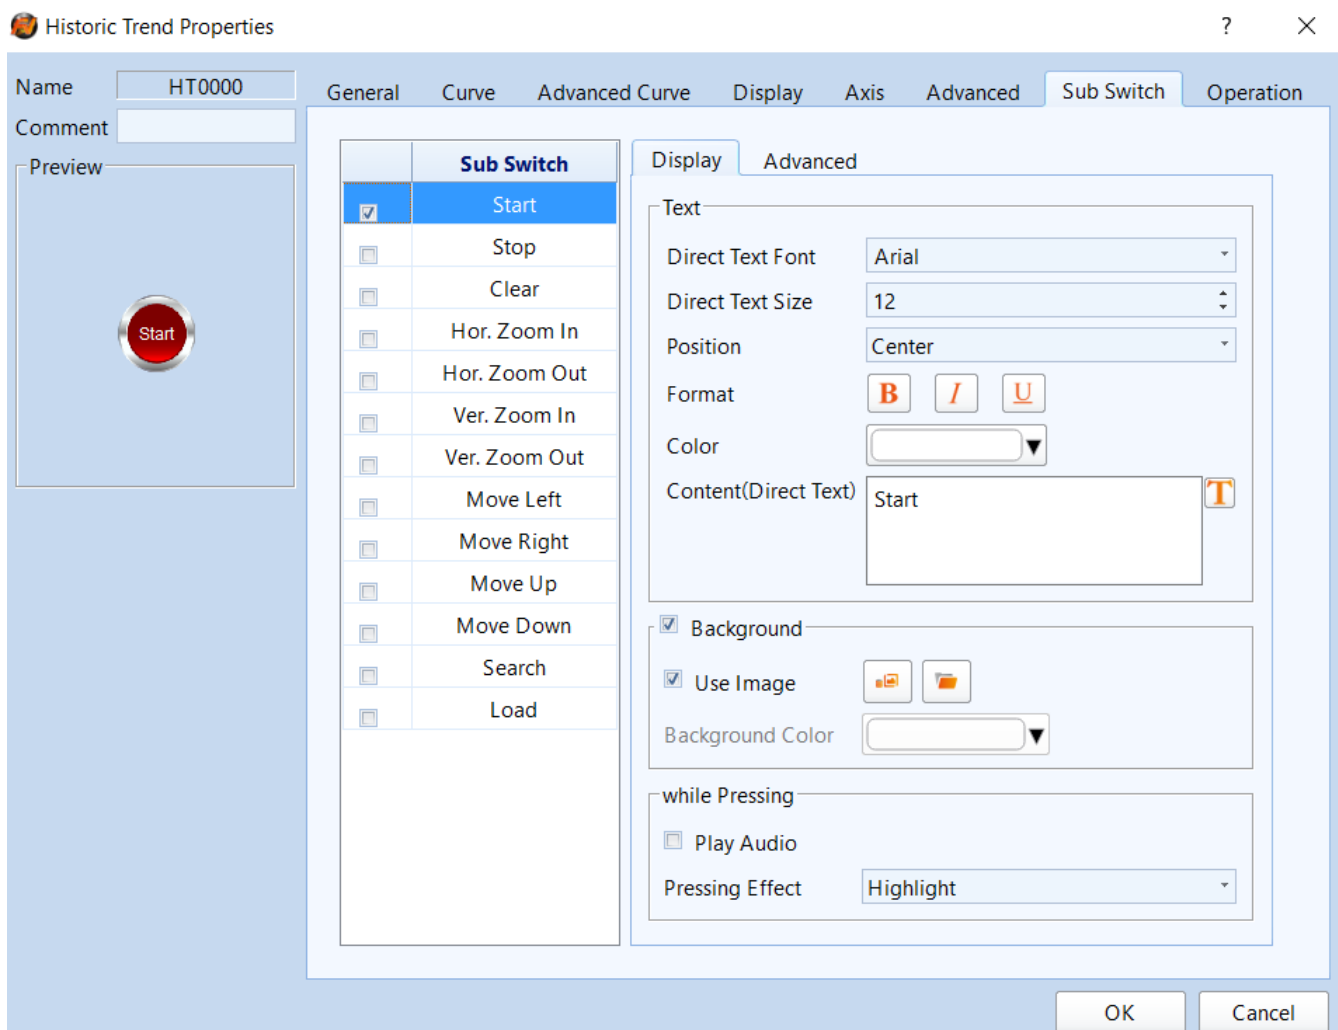 Historic Trend Properties
?
Name
HT0000
Comment
Preview
Start
General
Curve
Advanced Curve
Display
Axis
Advanced
Sub Switch
Operation
Sub Switch
Start
Stop
Clear
Hor. Zoom In
Hor. Zoom Out
Ver. Zoom In
Ver. Zoom Out
Move Left
Move Right
Move Up
Move Down
Search
Load
Display
Advanced
Text
Direct Text Font
Arial
Direct Text Size
12
Position
Center
Format
B
I
U
Color
Content(Direct Text)
Start
T
Background
Use Image
Background Color
while Pressing
Play Audio
Pressing Effect
Highlight
OK
Cancel